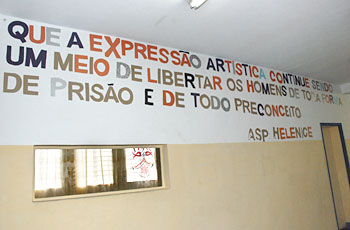 QUE A EXPRESSÃO ARTÍSTICA CONTINUE SENDO
UM MEIO DE LIBERTAR OS HOMENS DE TODA FORMA
DE PRISÃO E DE TODO PRECONCEITO
ASP HELENICE